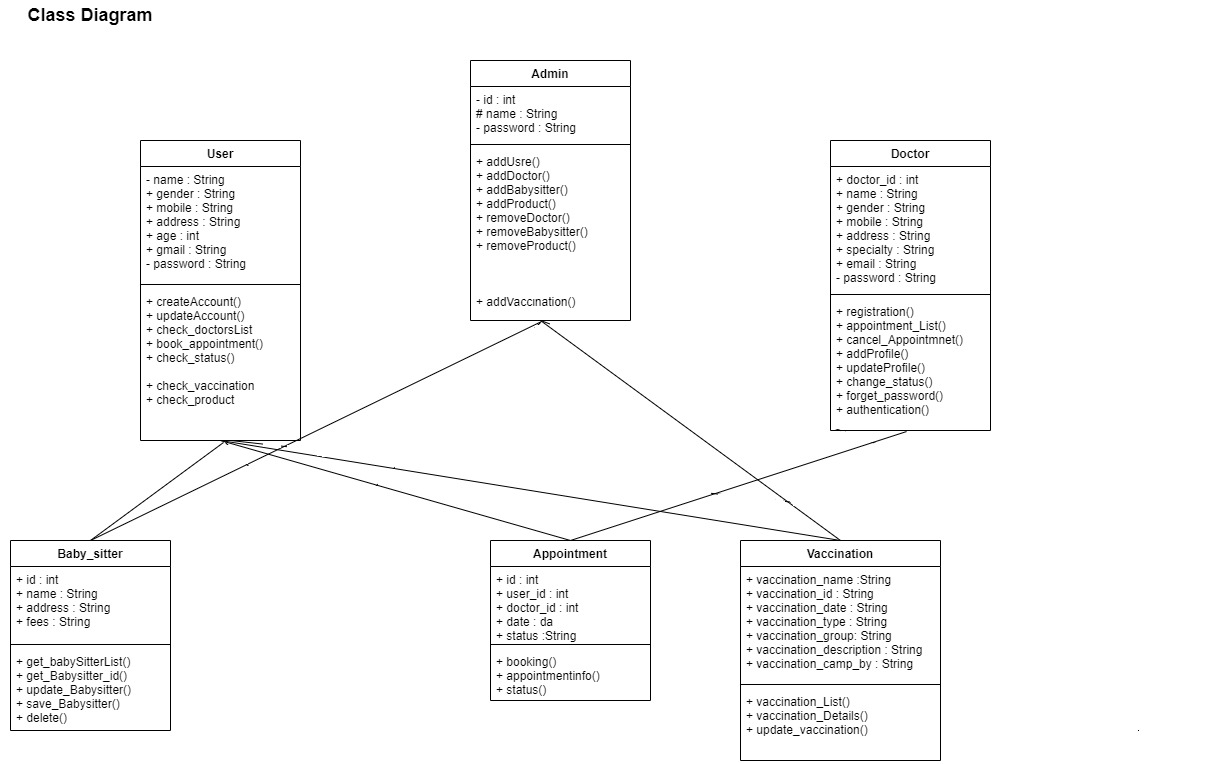 Class Diagram
Admin
- id : int
# name : String
- password : String
+ addUsre()
+ addDoctor()
+ addBabysitter()
+ addProduct()
+ removeDoctor()
+ removeBabysitter()
+ removeProduct()
+ addVaccination()
User
- name : String
+ gender : String
+ mobile : String
+ address : String
+ age : int
+ gmail : String
- password : String
+ createAccount()
+ updateAccount()
+ check_doctorsList
+ book_appointment()
+ check_status()
+ check_vaccination
+ check_product
Doctor
+ doctor_id : int
+ name : String
+ gender : String
+ mobile : String
+ address : String
+ specialty : String
+ email : String
- password : String
+ registration()
+ appointment_List()
+ cancel_Appointmnet()
+ addProfile()
+ updateProfile()
+ change_status()
+ forget_password()
+ authentication()
Baby_sitter
+ id : int
+ name : String
+ address : String
+ fees : String
+ get_babySitterList()
+ get_Babysitter_id()
+ update_Babysitter()
+ save_Babysitter()
+ delete()
Appointment
+ id : int
+ user_id : int
+ doctor_id : int
+ date : da
+ status :String
+ booking()
+ appointmentinfo()
+ status()
Vaccination
+ vaccination_name :String
+ vaccination_id : String
+ vaccination_date : String
+ vaccination_type : String
+ vaccination_group: String
+ vaccination_description : String
+ vaccination_camp_by : String
+ vaccination_List()
+ vaccination_Details()
+ update_vaccination()